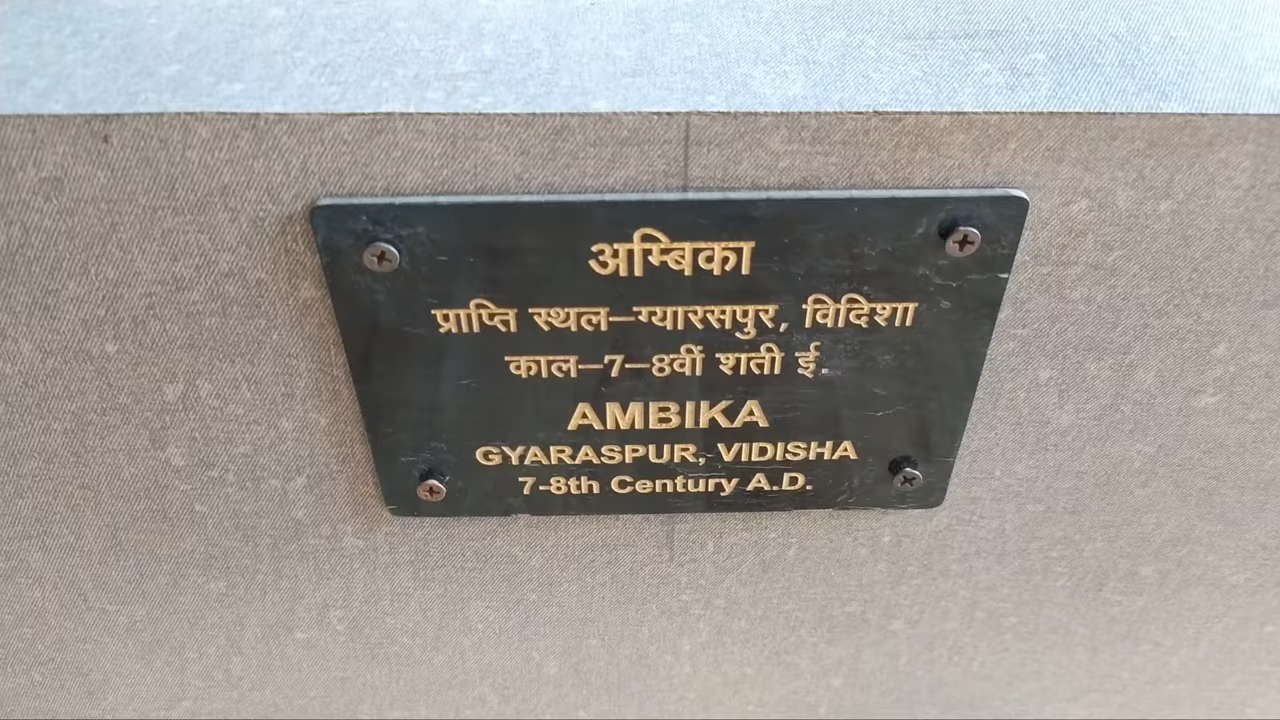 अम्बिका
प्राप्ति स्थल–ग्यारसपुर, विदिशा
काल–7–8वीं शती ई.
AMBIKA
GYARASPUR, VIDISHA
7-8th Century A.D.